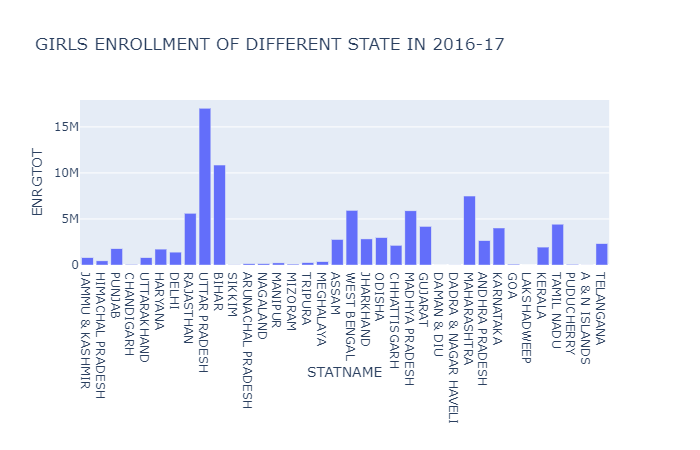 GIRLS ENROLLMENT OF DIFFERENT STATE IN 2016-17
ENRGTOT
15M
10M
5M
0
JAMMU & KASHMIR
HIMACHAL PRADESH
PUNJAB
CHANDIGARH
UTTARAKHAND
HARYANA
DELHI
RAJASTHAN
UTTAR PRADESH
BIHAR
SIKKIM
ARUNACHAL PRADESH
NAGALAND
MANIPUR
MIZORAM
TRIPURA
MEGHALAYA
ASSAM
WEST BENGAL
JHARKHAND
ODISHA
CHHATTISGARH
MADHYA PRADESH
GUJARAT
DAMAN & DIU
DADRA & NAGAR HAVELI
MAHARASHTRA
ANDHRA PRADESH
KARNATAKA
GOA
LAKSHADWEEP
KERALA
TAMIL NADU
PUDUCHERRY
A & N ISLANDS
TELANGANA
STATNAME